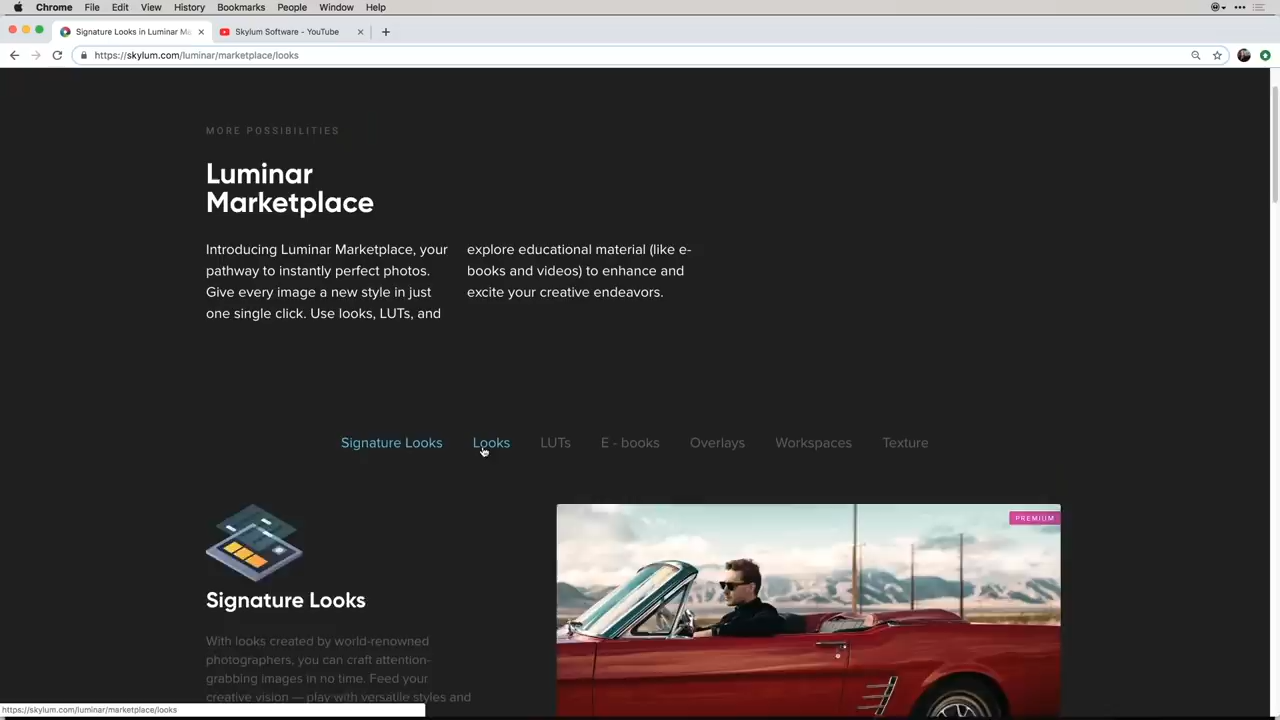 Chrome File Edit View History Bookmarks People Window Help
Signature Looks in Luminar Ma
Skylum Software - YouTube
https://skylum.com/luminar/marketplace/looks
MORE POSSIBILITIES
Luminar
Marketplace
Introducing Luminar Marketplace, your
pathway to instantly perfect photos.
Give every image a new style in just
one single click. Use looks, LUTs, and
explore educational material (like e-
books and videos) to enhance and
excite your creative endeavors.
Signature Looks Looks LUTs E - books Overlays Workspaces Texture
PREMIUM
Signature Looks
With looks created by world-renowned
photographers, you can craft attention-
grabbing images in no time. Feed your
creative vision — play with versatile styles and
https://skylum.com/luminar/marketplace/looks